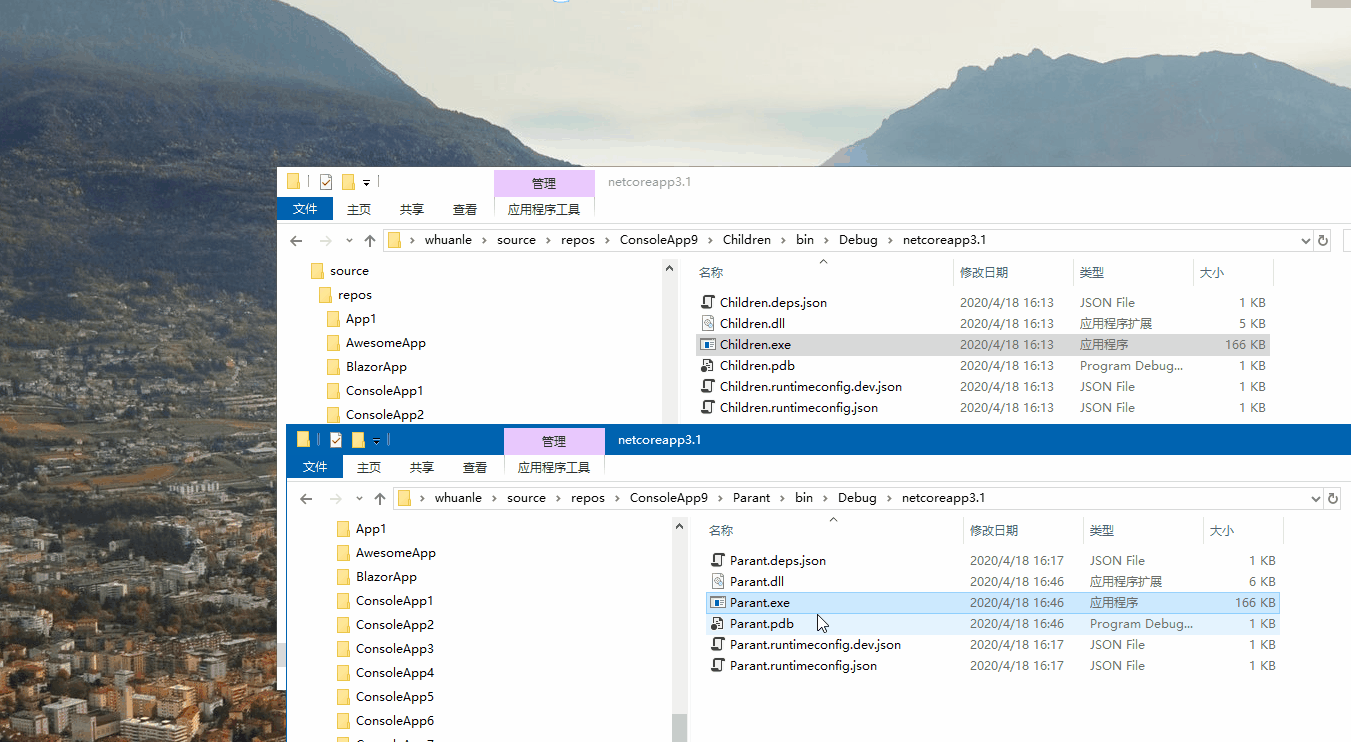 管理 netcoreapp3.1
文件 主页 共享 查看 应用程序工具
whuanle source repos ConsoleApp9 Children bin Debug netcoreapp3.1
source
repos
App1
AwesomeApp
BlazorApp
ConsoleApp1
ConsoleApp2
名称 修改日期 类型 大小
Children.deps.json 2020/4/18 16:13 JSON File 1 KB
Children.dll 2020/4/18 16:13 应用程序扩展 5 KB
Children.exe 2020/4/18 16:13 应用程序 166 KB
Children.pdb 2020/4/18 16:13 Program Debug... 1 KB
Children.runtimeconfig.dev.json 2020/4/18 16:13 JSON File 1 KB
Children.runtimeconfig.json 2020/4/18 16:13 JSON File 1 KB
管理 netcoreapp3.1
文件 主页 共享 查看 应用程序工具
whuanle source repos ConsoleApp9 Parant bin Debug netcoreapp3.1
App1
AwesomeApp
BlazorApp
ConsoleApp1
ConsoleApp2
ConsoleApp3
ConsoleApp4
ConsoleApp5
ConsoleApp6
名称 修改日期 类型 大小
Parant.deps.json 2020/4/18 16:17 JSON File 1 KB
Parant.dll 2020/4/18 16:46 应用程序扩展 6 KB
Parant.exe 2020/4/18 16:46 应用程序 166 KB
Parant.pdb 2020/4/18 16:46 Program Debug... 1 KB
Parant.runtimeconfig.dev.json 2020/4/18 16:17 JSON File 1 KB
Parant.runtimeconfig.json 2020/4/18 16:17 JSON File 1 KB